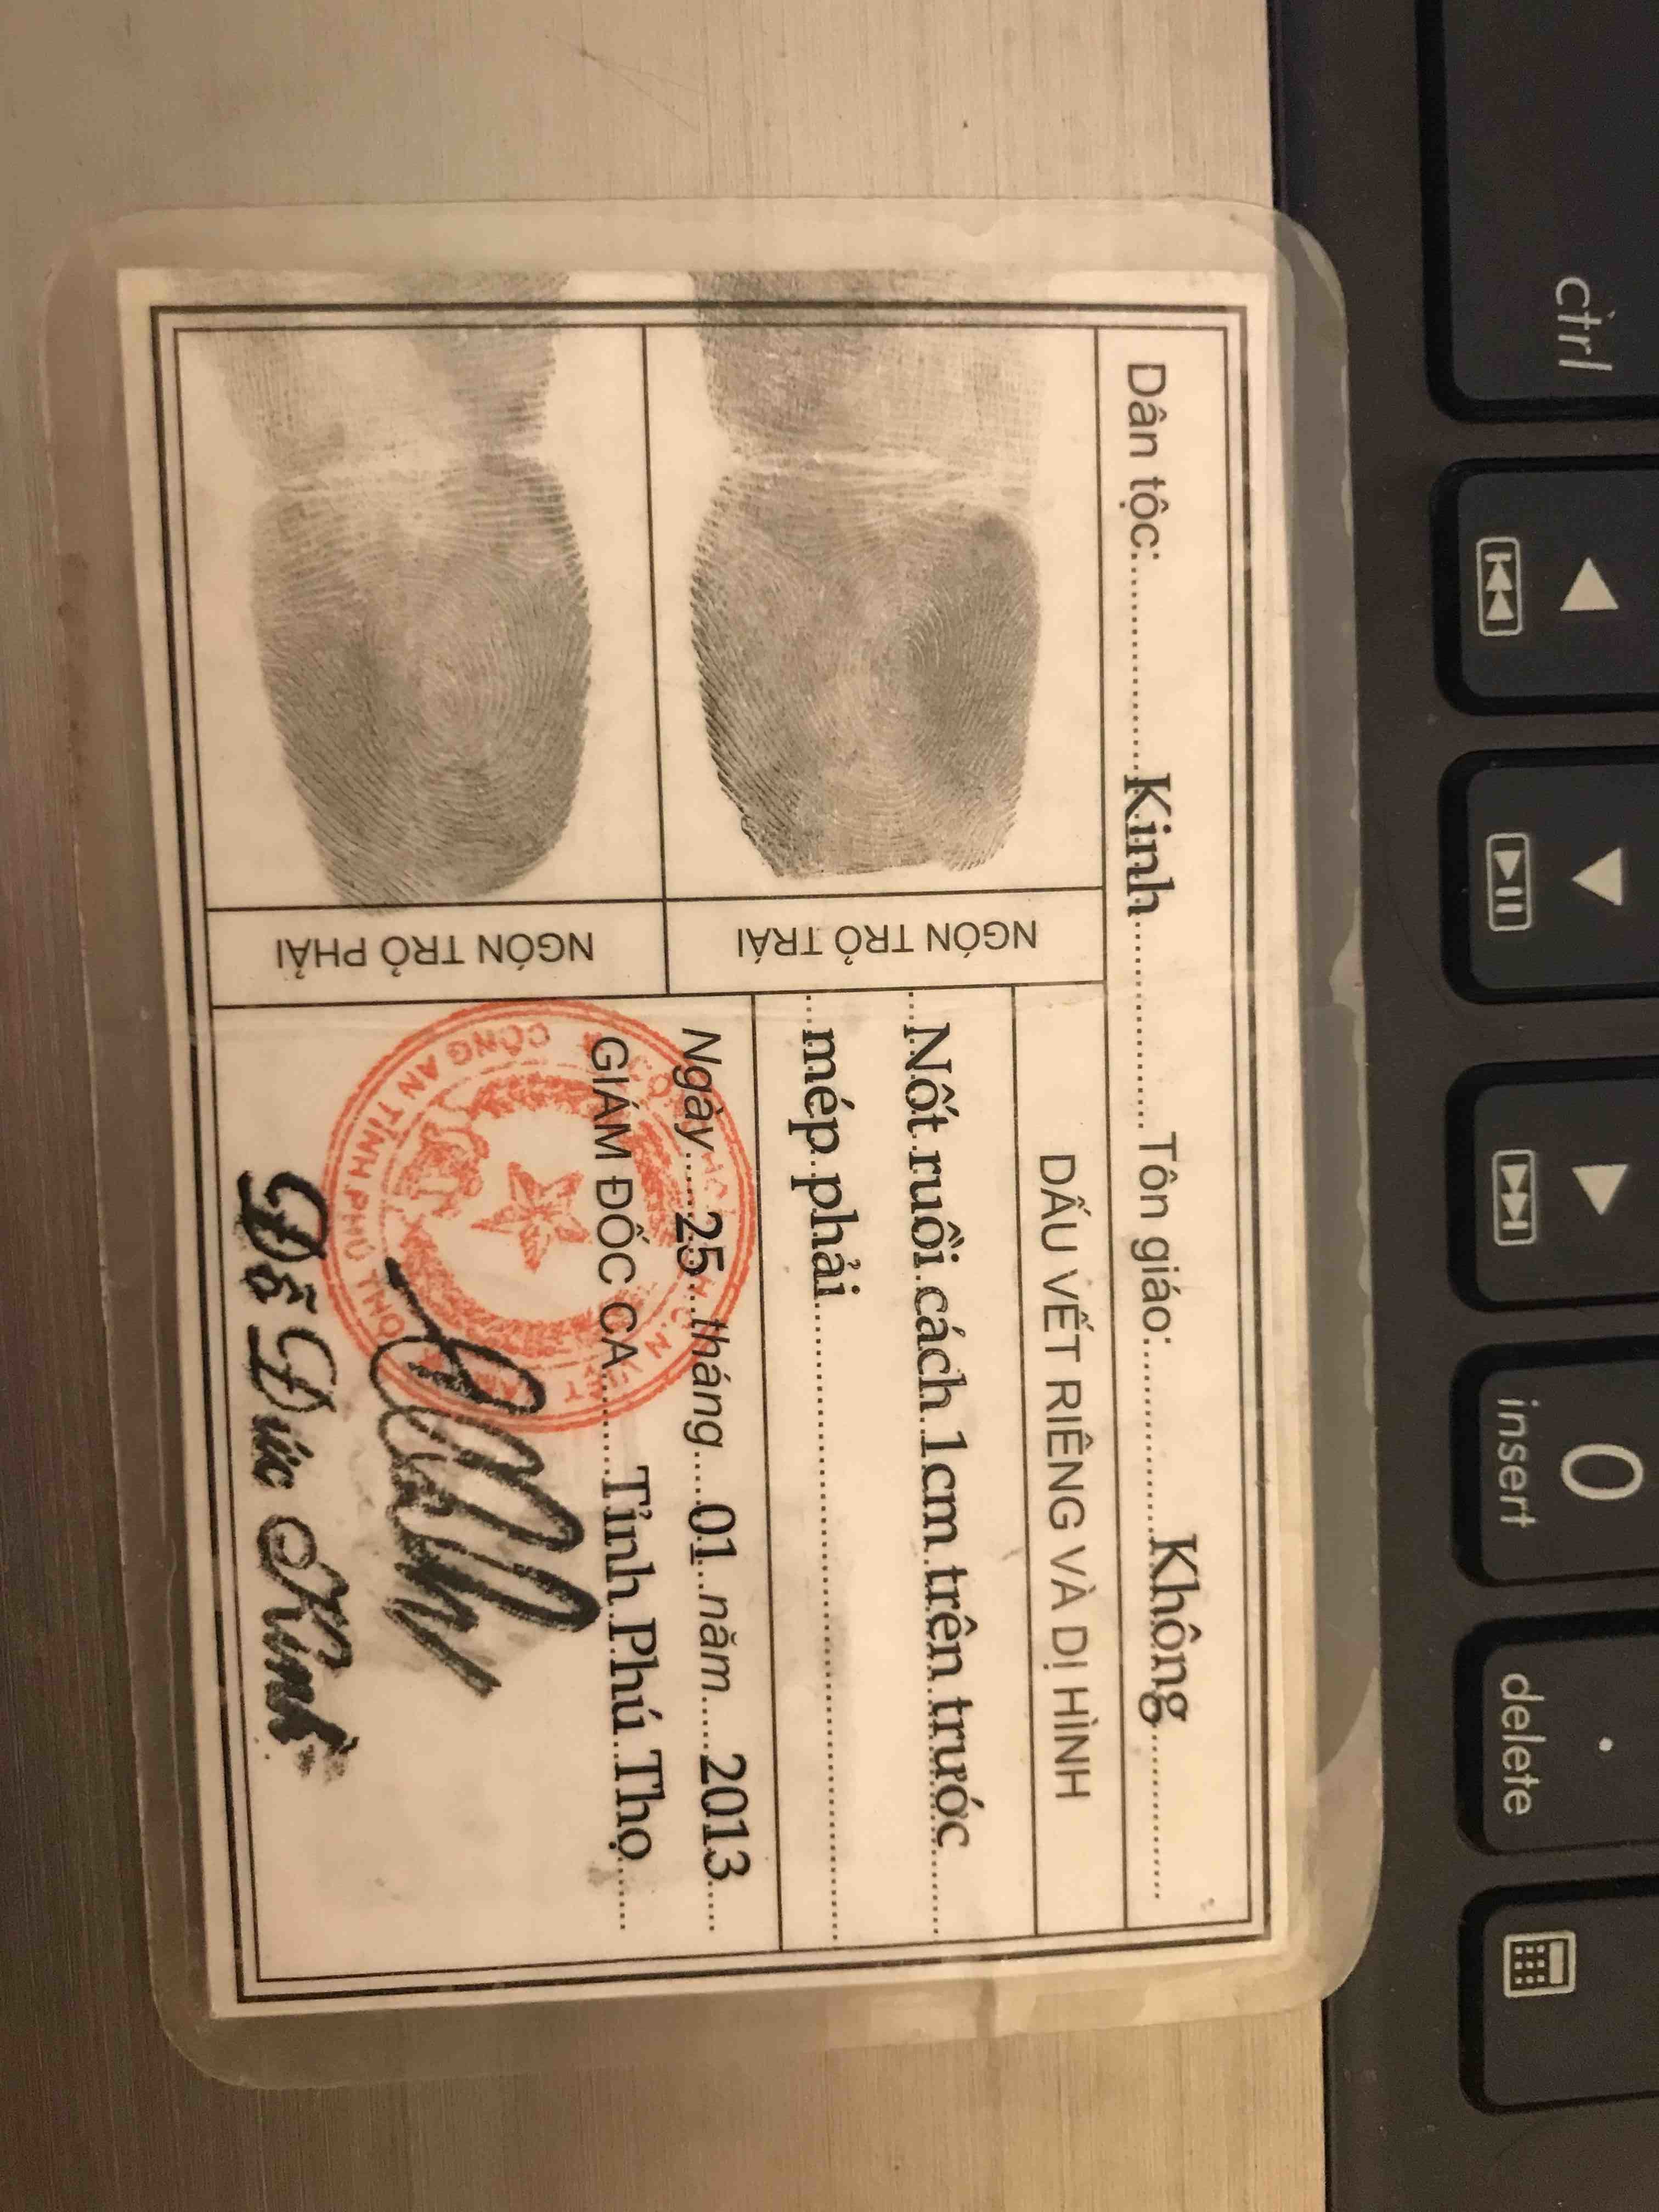 Dân tộc: Kinh Tôn giáo: Không
NGÓN TRỎ TRÁI
NGÓN TRỎ PHẢI
DẤU VẾT RIÊNG VÀ DỊ HÌNH
Nốt ruồi cách 1cm trên trước
mép phải
Ngày 25 tháng 01 năm 2013
GIÁM ĐỐC CA Tỉnh Phú Thọ
CÔNG AN TỈNH PHÚ THỌ
Đỗ Đức Kính
ctrl
0
insert
.
delete